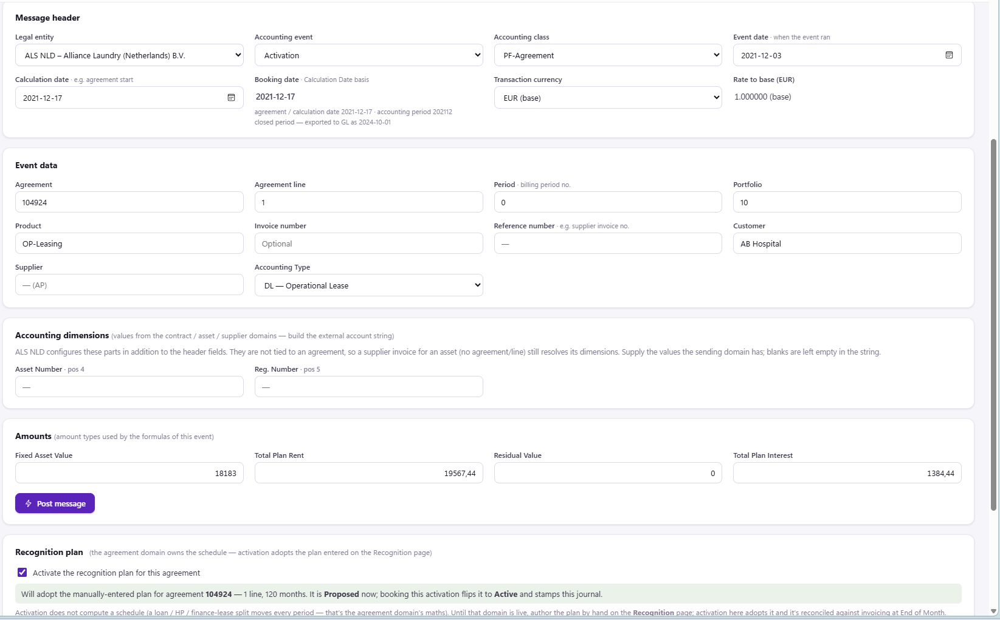 Message header
Legal entity
Accounting event
Accounting class
Event date · when the event ran
ALS NLD – Alliance Laundry (Netherlands) B.V.
Activation
PF-Agreement
2021-12-03
Calculation date · e.g. agreement start
Booking date · Calculation Date basis
Transaction currency
Rate to base (EUR)
2021-12-17
2021-12-17
EUR (base)
1.000000 (base)
agreement / calculation date 2021-12-17 · accounting period 202112
closed period — exported to GL as 2024-10-01
Event data
Agreement
Agreement line
Period · billing period no.
Portfolio
104924
1
0
10
Product
Invoice number
Reference number · e.g. supplier invoice no.
Customer
OP-Leasing
Optional
—
AB Hospital
Supplier
Accounting Type
— (AP)
DL — Operational Lease
Accounting dimensions (values from the contract / asset / supplier domains — build the external account string)
ALS NLD configures these parts in addition to the header fields. They are not tied to an agreement, so a supplier invoice for an asset (no agreement/line) still resolves its dimensions. Supply the values the sending domain has; blanks are left empty in the string.
Asset Number · pos 4
Reg. Number · pos 5
—
—
Amounts (amount types used by the formulas of this event)
Fixed Asset Value
Total Plan Rent
Residual Value
Total Plan Interest
18183
19567,44
0
1384,44
Post message
Recognition plan (the agreement domain owns the schedule — activation adopts the plan entered on the Recognition page)
Activate the recognition plan for this agreement
Will adopt the manually-entered plan for agreement 104924 — 1 line, 120 months. It is Proposed now; booking this activation flips it to Active and stamps this journal.
Activation does not compute a schedule (a loan / HP / finance-lease split moves every period — that's the agreement domain's maths). Until that domain is live, author the plan by hand on the Recognition page; activation here adopts it and it's reconciled against invoicing at End of Month.